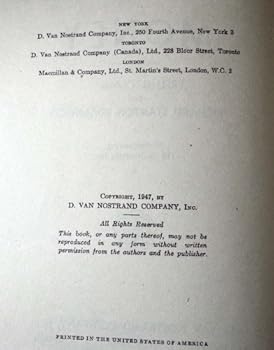 NEW YORK
D. Van Nostrand Company, Inc., 250 Fourth Avenue, New York 3
TORONTO
D. Van Nostrand Company (Canada), Ltd., 228 Bloor Street, Toronto
LONDON
Macmillan & Company, Ltd., St. Martin's Street, London, W.C. 2
COPYRIGHT, 1947, BY
D. VAN NOSTRAND COMPANY, INC.
All Rights Reserved
This book, or any parts thereof, may not be
reproduced in any form without written
permission from the authors and the publisher.
PRINTED IN THE UNITED STATES OF AMERICA